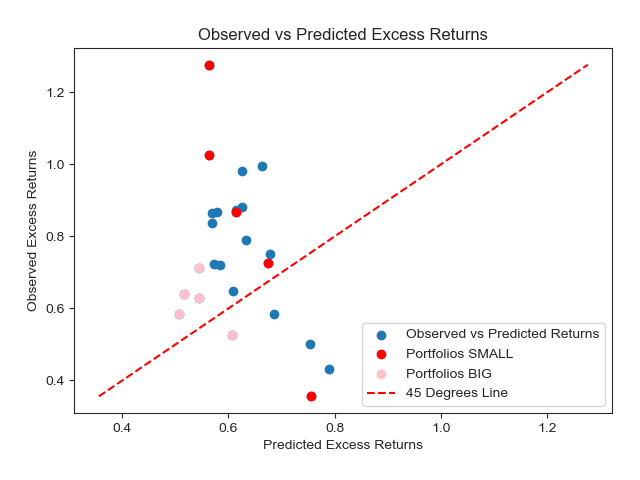 Observed vs Predicted Excess Returns
Observed Excess Returns
1.2
1.0
0.8
0.6
0.4
0.4
0.6
0.8
1.0
1.2
Predicted Excess Returns
Observed vs Predicted Returns
Portfolios SMALL
Portfolios BIG
45 Degrees Line